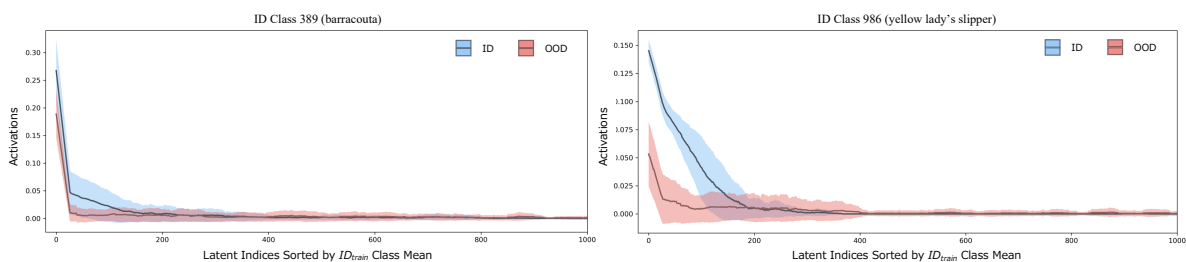 ID Class 389 (barracouta)
ID
OOD
0.30
0.25
0.20
0.15
0.10
0.05
0.00
Activations
0
200
400
600
800
1000
Latent Indices Sorted by ID_train Class Mean
ID Class 986 (yellow lady's slipper)
ID
OOD
0.150
0.125
0.100
0.075
0.050
0.025
0.000
Activations
0
200
400
600
800
1000
Latent Indices Sorted by ID_train Class Mean